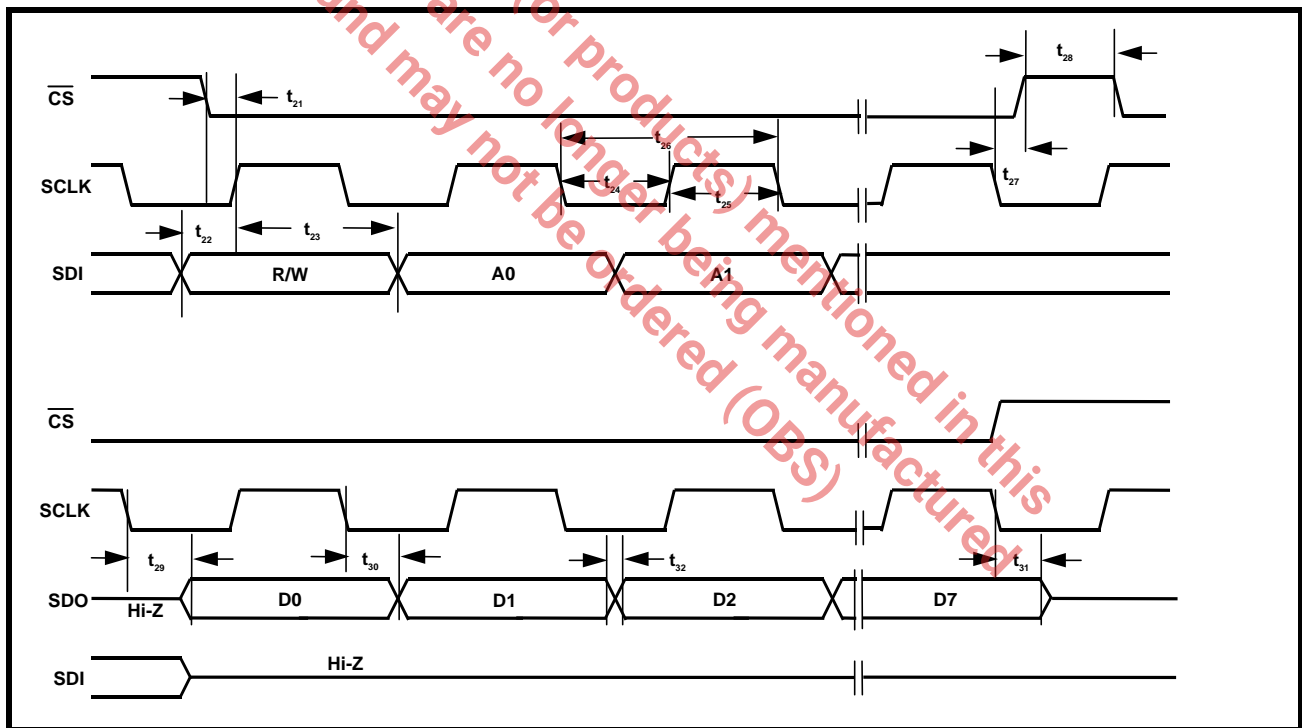 (or products) mentioned in this
are no longer being manufactured
and may not be ordered (OBS)
CS
t21
t28
SCLK
t26
t24
t25
t27
SDI
t22
t23
R/W
A0
A1
CS
SCLK
t29
t30
t32
t31
SDO
Hi-Z
D0
D1
D2
D7
SDI
Hi-Z